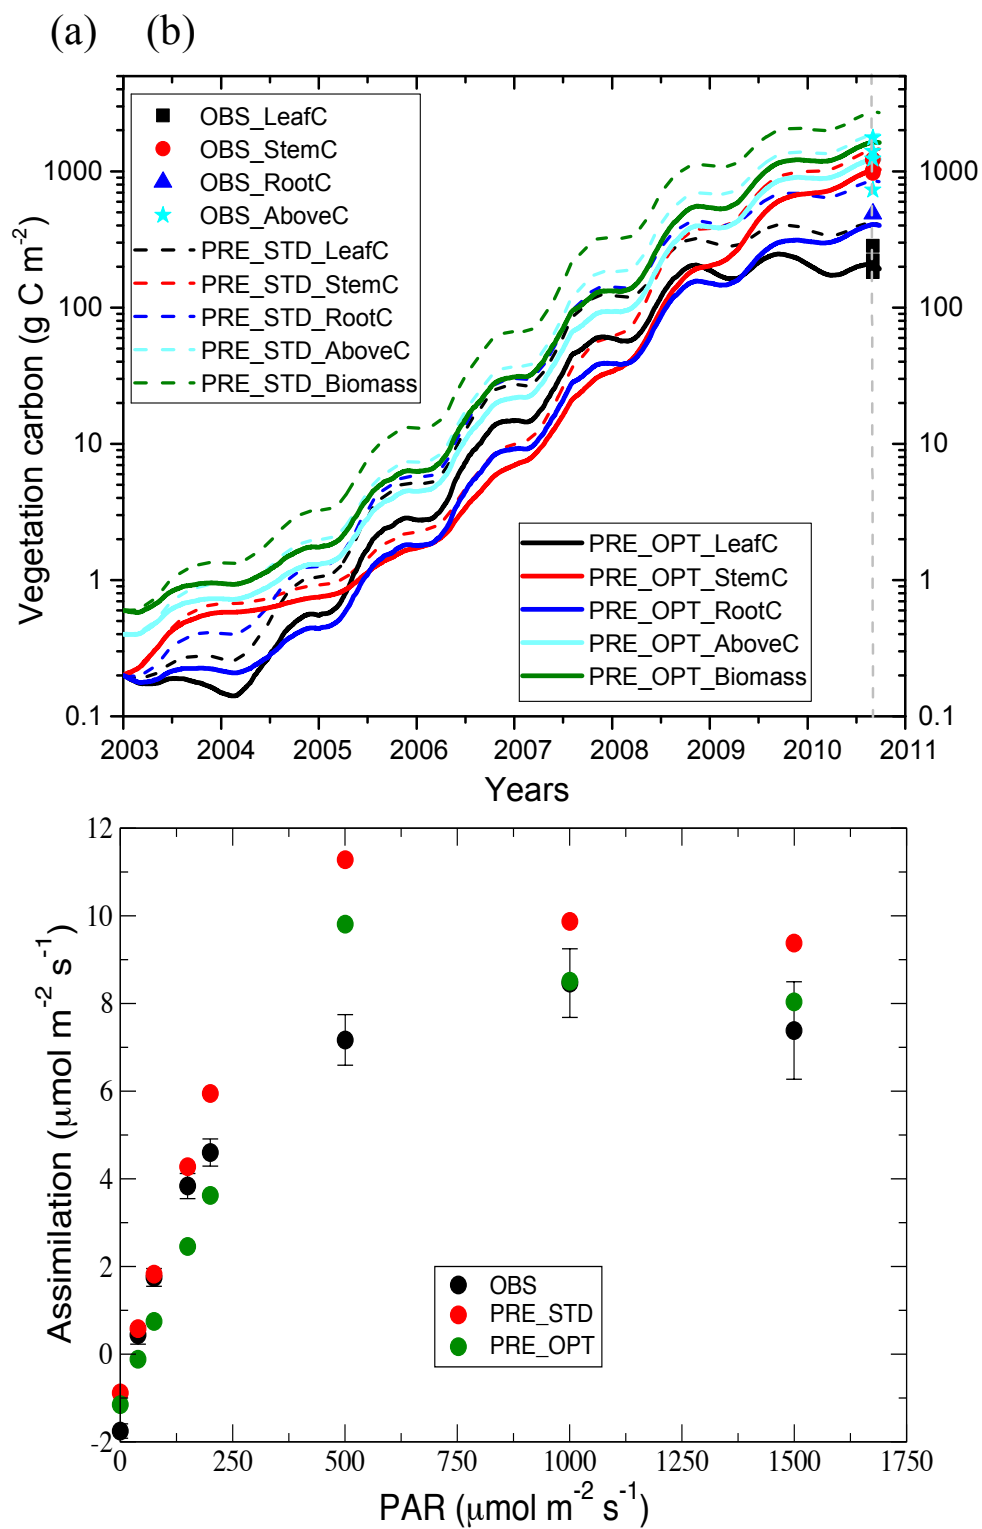 (a) (b)
OBS_LeafC
OBS_StemC
OBS_RootC
OBS_AboveC
PRE_STD_LeafC
PRE_STD_StemC
PRE_STD_RootC
PRE_STD_AboveC
PRE_STD_Biomass
PRE_OPT_LeafC
PRE_OPT_StemC
PRE_OPT_RootC
PRE_OPT_AboveC
PRE_OPT_Biomass
Vegetation carbon (g C m⁻²)
1000
100
10
1
0.1
1000
100
10
1
0.1
2003 2004 2005 2006 2007 2008 2009 2010 2011
Years
12
10
8
6
4
2
0
-2
Assimilation (μmol m⁻² s⁻¹)
OBS
PRE_STD
PRE_OPT
0 250 500 750 1000 1250 1500 1750
PAR (μmol m⁻² s⁻¹)